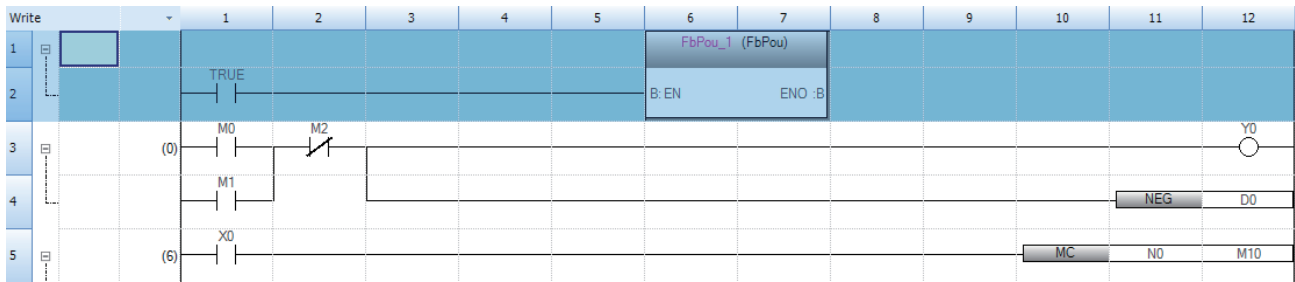 Write 1 2 3 4 5 6 7 8 9 10 11 12
1 FbPou_1 (FbPou)
TRUE
2 B: EN ENO :B
M0 M2 Y0
3 (0)
M1
4 NEG D0
X0
5 (6) MC N0 M10